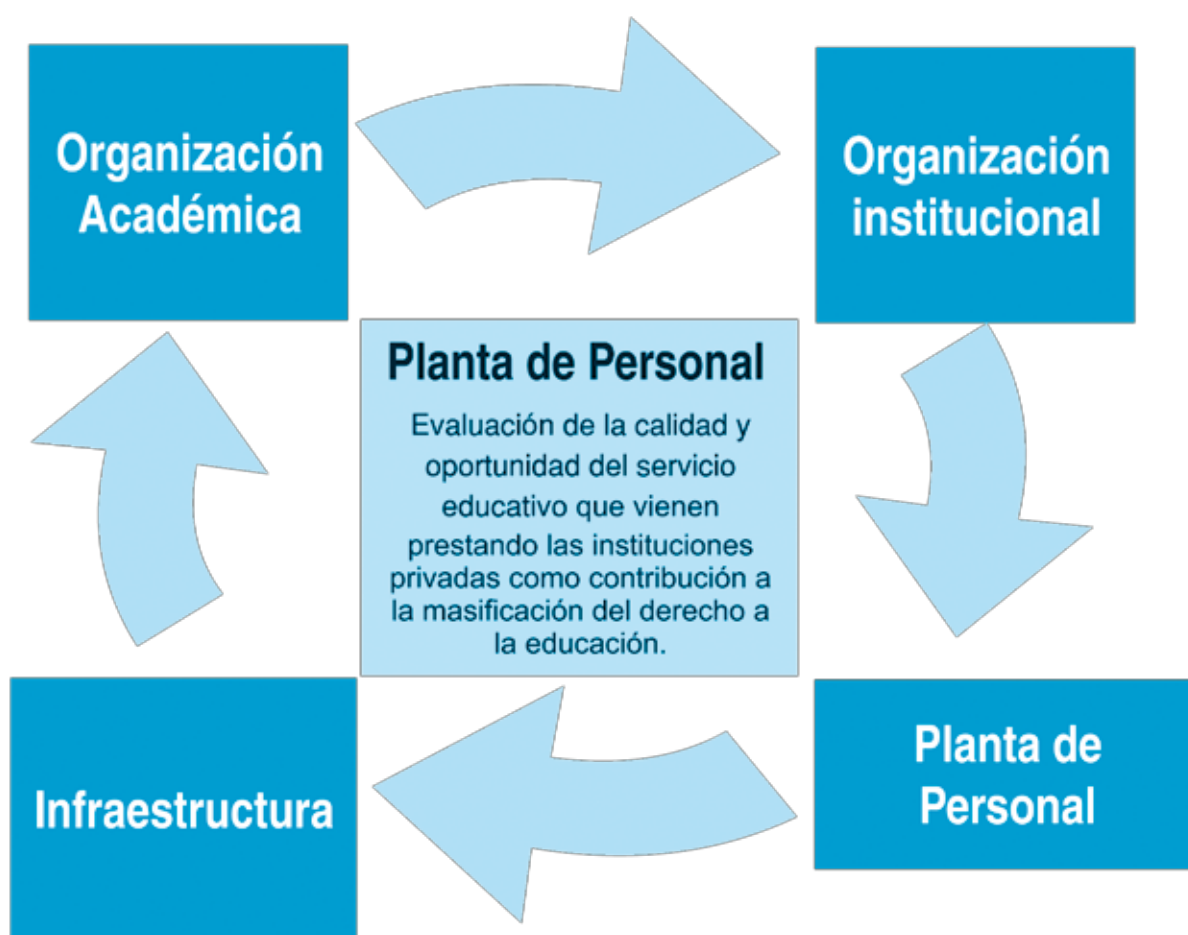 Organización
Académica
Organización
institucional
Planta de Personal
Evaluación de la calidad y
oportunidad del servicio
educativo que vienen
prestando las instituciones
privadas como contribución a
la masificación del derecho a
la educación.
Infraestructura
Planta de
Personal